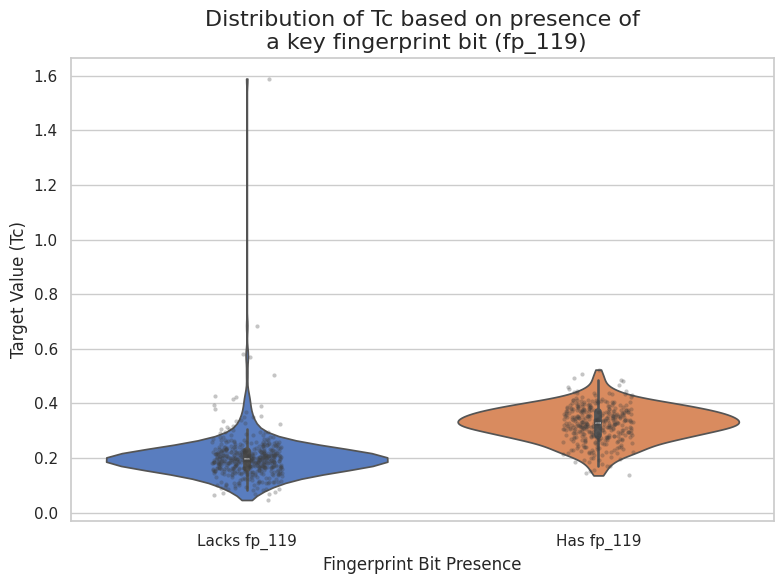 Distribution of Tc based on presence of
a key fingerprint bit (fp_119)
Target Value (Tc)
1.6
1.4
1.2
1.0
0.8
0.6
0.4
0.2
0.0
Lacks fp_119
Has fp_119
Fingerprint Bit Presence